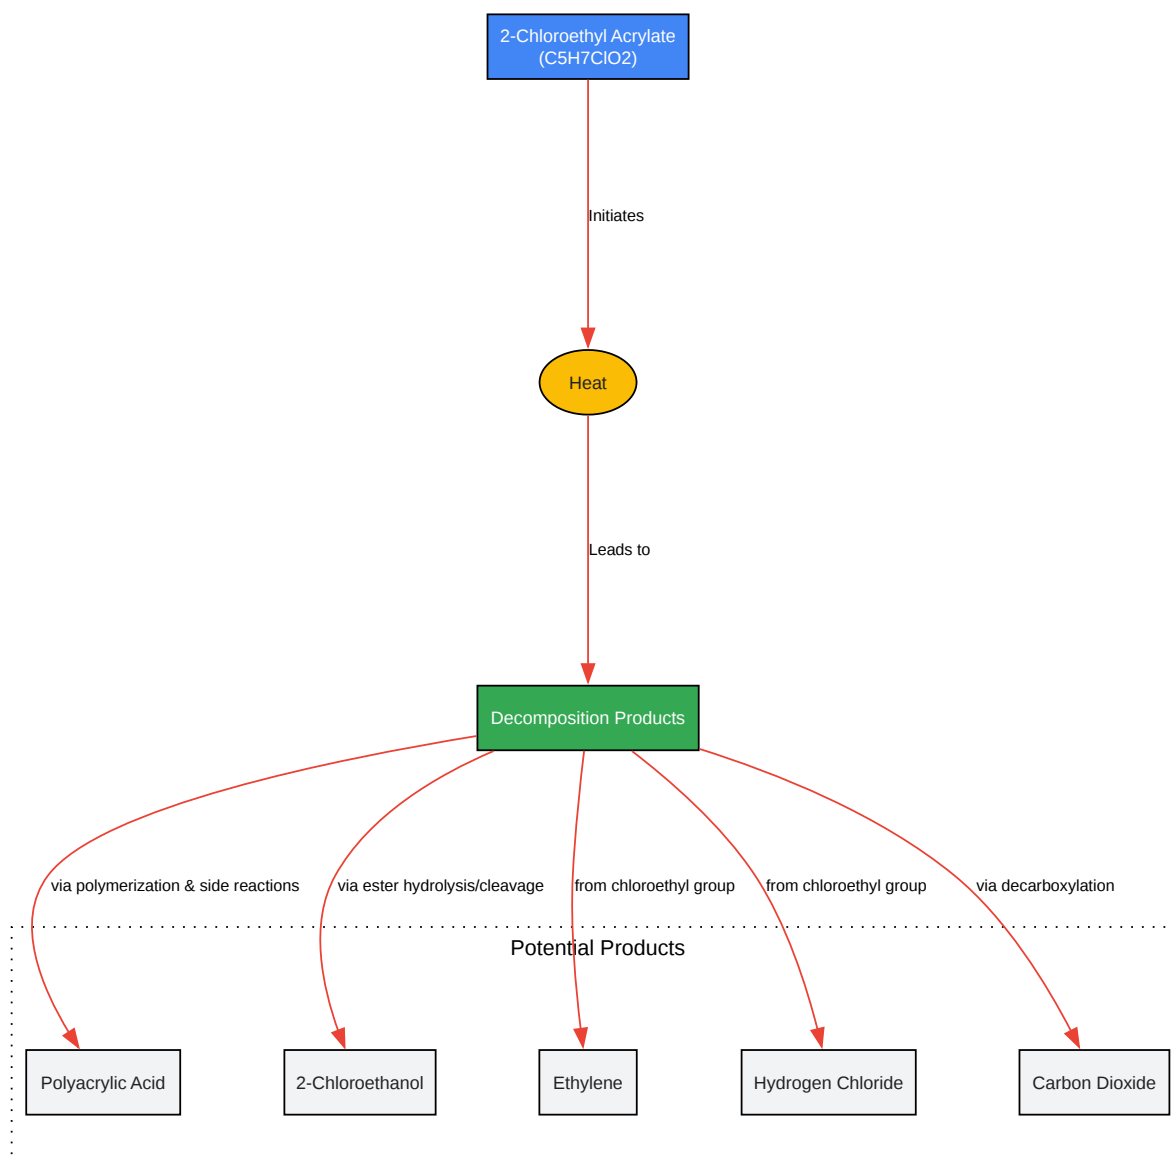 2-Chloroethyl Acrylate
(C5H7ClO2)
Initiates
Heat
Leads to
Decomposition Products
via polymerization & side reactions
via ester hydrolysis/cleavage
from chloroethyl group
from chloroethyl group
via decarboxylation
Potential Products
Polyacrylic Acid
2-Chloroethanol
Ethylene
Hydrogen Chloride
Carbon Dioxide